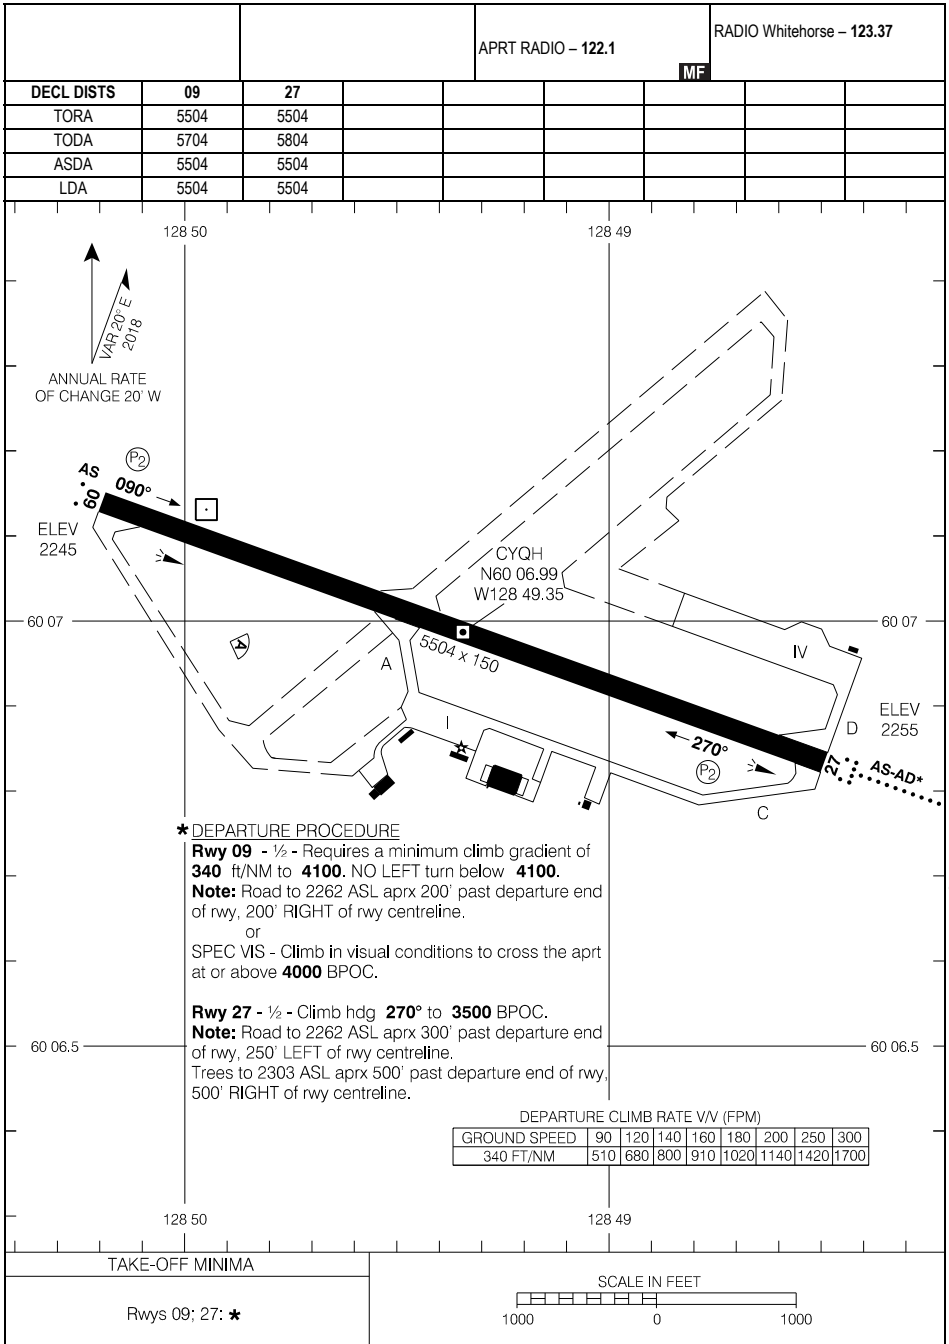 APRT RADIO – 122.1
MF
RADIO Whitehorse – 123.37
DECL DISTS 09 27
TORA 5504 5504
TODA 5704 5804
ASDA 5504 5504
LDA 5504 5504
128 50 128 49
VAR 20° E
2018
ANNUAL RATE
OF CHANGE 20' W
P2
AS
09
090°
ELEV
2245
CYQH
N60 06.99
W128 49.35
60 07 60 07
A
A
5504 x 150
IV
I
D
ELEV
2255
270°
P2
27
AS-AD*
C
* DEPARTURE PROCEDURE
Rwy 09 - ½ - Requires a minimum climb gradient of
340 ft/NM to 4100. NO LEFT turn below 4100.
Note: Road to 2262 ASL aprx 200' past departure end
of rwy, 200' RIGHT of rwy centreline.
or
SPEC VIS - Climb in visual conditions to cross the aprt
at or above 4000 BPOC.
Rwy 27 - ½ - Climb hdg 270° to 3500 BPOC.
Note: Road to 2262 ASL aprx 300' past departure end
of rwy, 250' LEFT of rwy centreline.
Trees to 2303 ASL aprx 500' past departure end of rwy,
500' RIGHT of rwy centreline.
60 06.5 60 06.5
DEPARTURE CLIMB RATE V/V (FPM)
GROUND SPEED 90 120 140 160 180 200 250 300
340 FT/NM 510 680 800 910 1020 1140 1420 1700
128 50 128 49
TAKE-OFF MINIMA
Rwys 09; 27: *
SCALE IN FEET
1000 0 1000